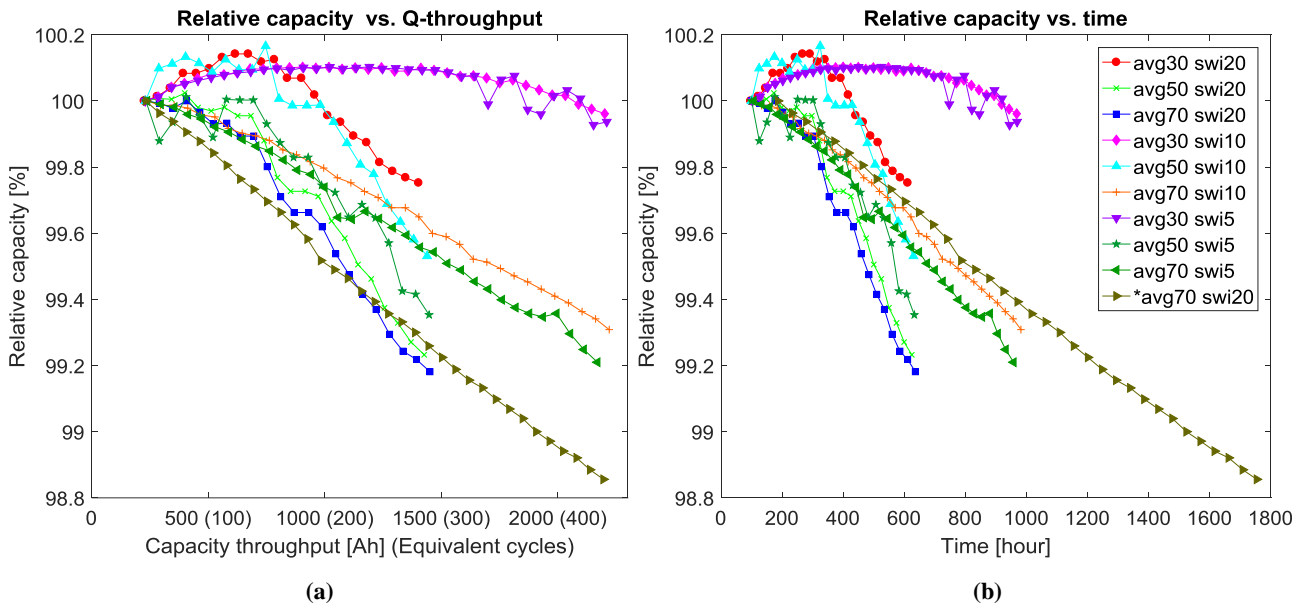 Relative capacity vs. Q-throughput
100.2
100
99.8
99.6
99.4
99.2
99
98.8
Relative capacity [%]
0
500 (100)
1000 (200)
1500 (300)
2000 (400)
Capacity throughput [Ah] (Equivalent cycles)
(a)
Relative capacity vs. time
100.2
100
99.8
99.6
99.4
99.2
99
98.8
Relative capacity [%]
avg30 swi20
avg50 swi20
avg70 swi20
avg30 swi10
avg50 swi10
avg70 swi10
avg30 swi5
avg50 swi5
avg70 swi5
*avg70 swi20
0
200
400
600
800
1000
1200
1400
1600
1800
Time [hour]
(b)